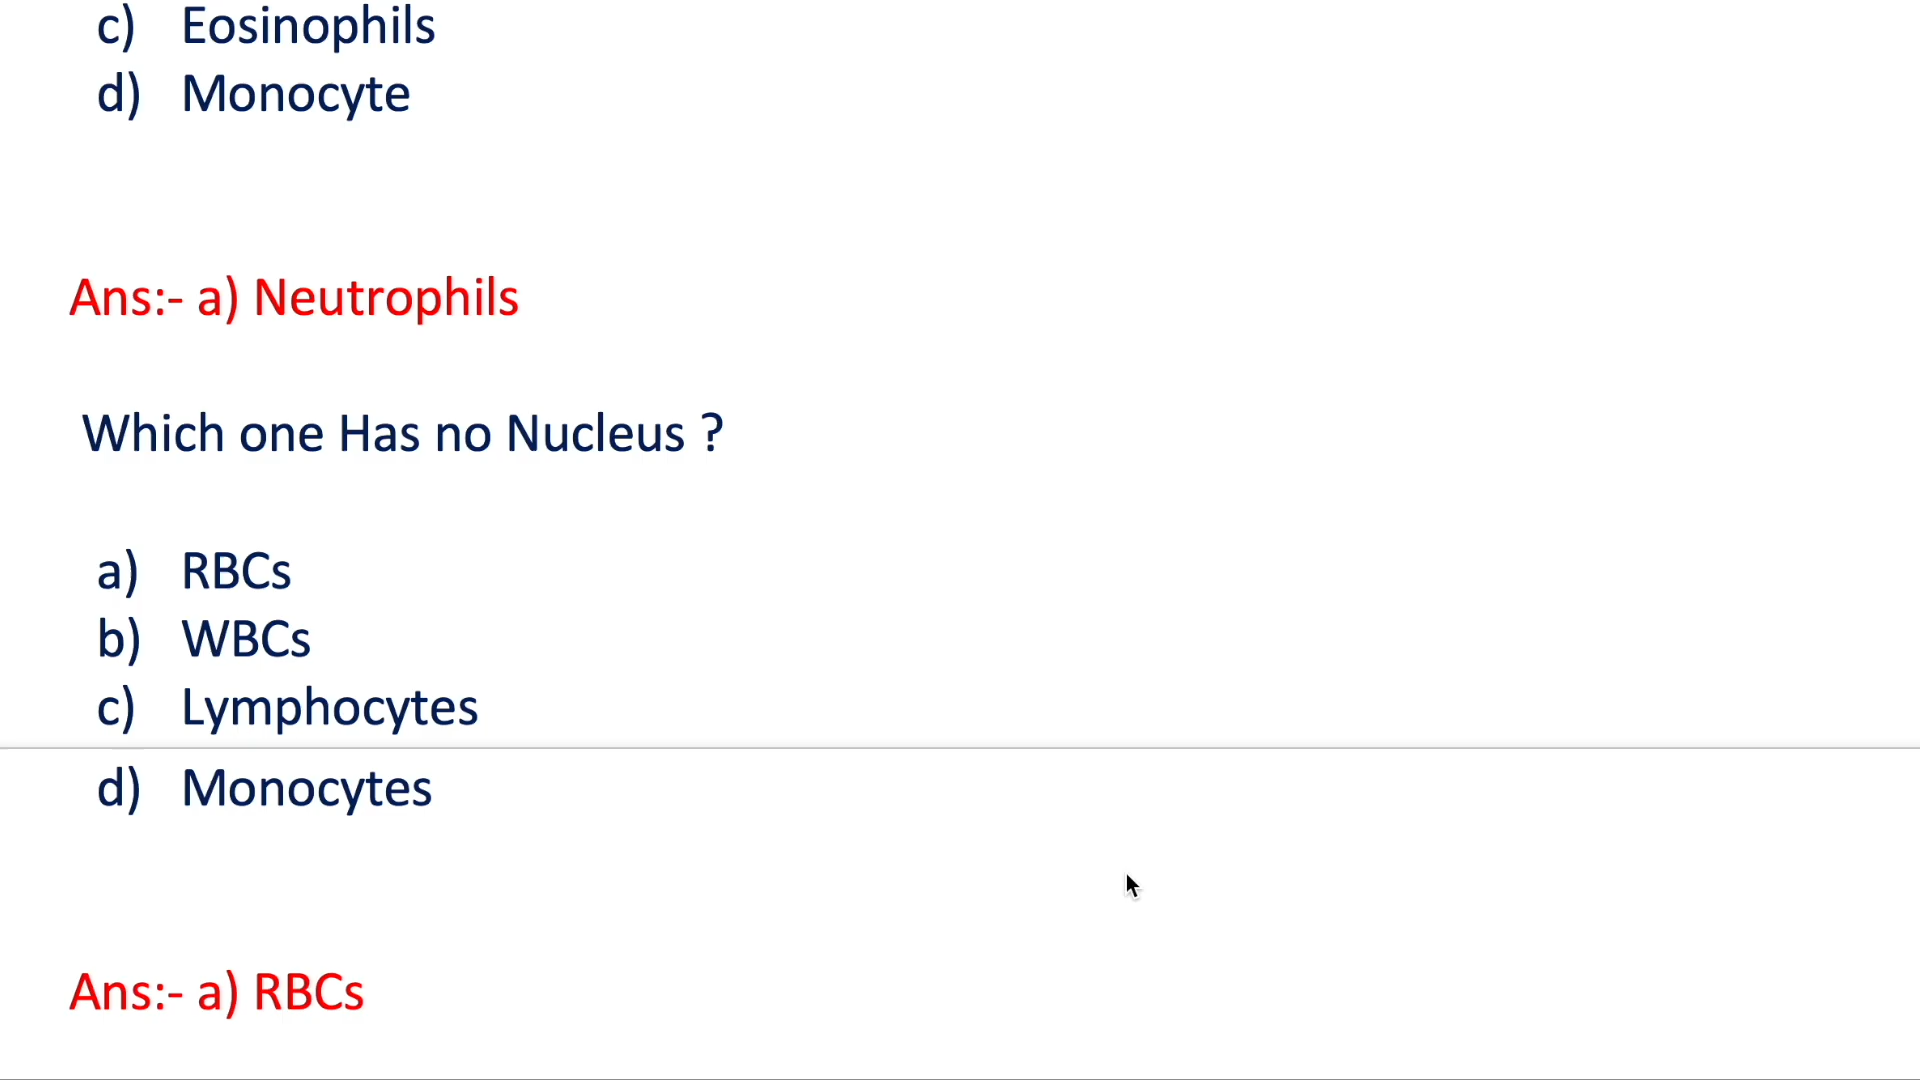 c) Eosinophils
d) Monocyte
Ans:- a) Neutrophils
Which one Has no Nucleus ?
a) RBCs
b) WBCs
c) Lymphocytes
d) Monocytes
Ans:- a) RBCs